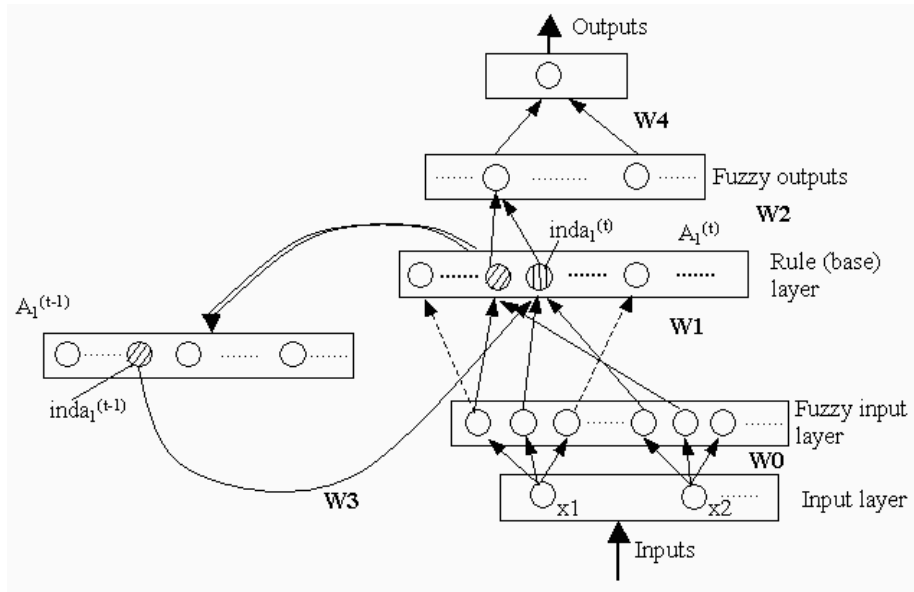 Outputs
W4
Fuzzy outputs
W2
inda₁⁽ᵗ⁾
A₁⁽ᵗ⁾
Rule (base)
layer
A₁⁽ᵗ⁻¹⁾
W1
inda₁⁽ᵗ⁻¹⁾
Fuzzy input
layer
W0
W3
x1
x2
Input layer
Inputs